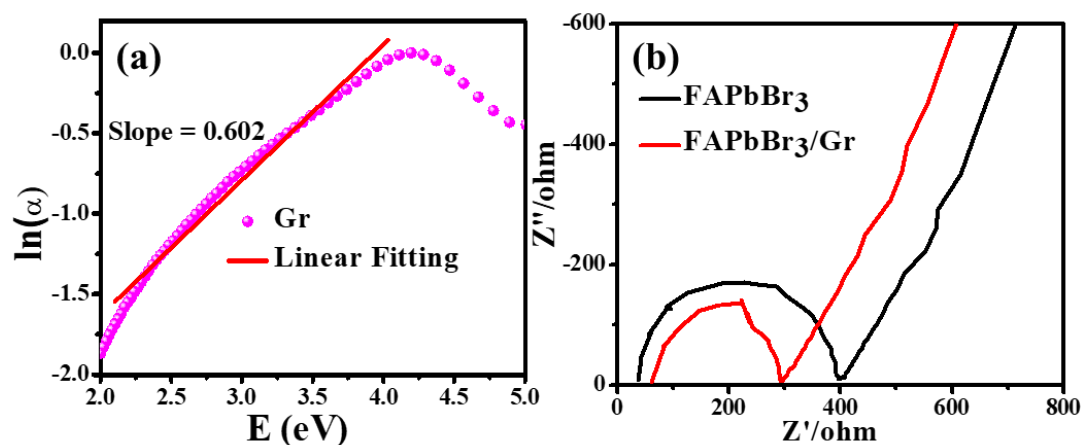 (a)
Slope = 0.602
Gr
Linear Fitting
ln(α)
0.0
-0.5
-1.0
-1.5
-2.0
2.0 2.5 3.0 3.5 4.0 4.5 5.0
E (eV)
(b)
FAPbBr3
FAPbBr3/Gr
Z''/ohm
-600
-400
-200
0
0 200 400 600 800
Z'/ohm